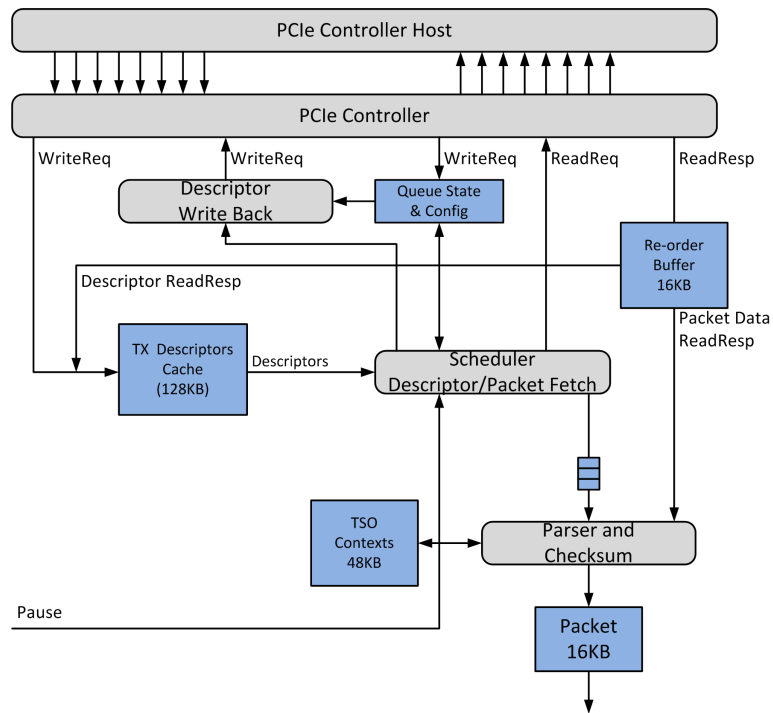 PCIe Controller Host
PCIe Controller
WriteReq
WriteReq
WriteReq
ReadReq
ReadResp
Descriptor
Write Back
Queue State
& Config
Re-order
Buffer
16KB
Descriptor ReadResp
Packet Data
ReadResp
TX Descriptors
Cache
(128KB)
Descriptors
Scheduler
Descriptor/Packet Fetch
TSO
Contexts
48KB
Parser and
Checksum
Pause
Packet
16KB